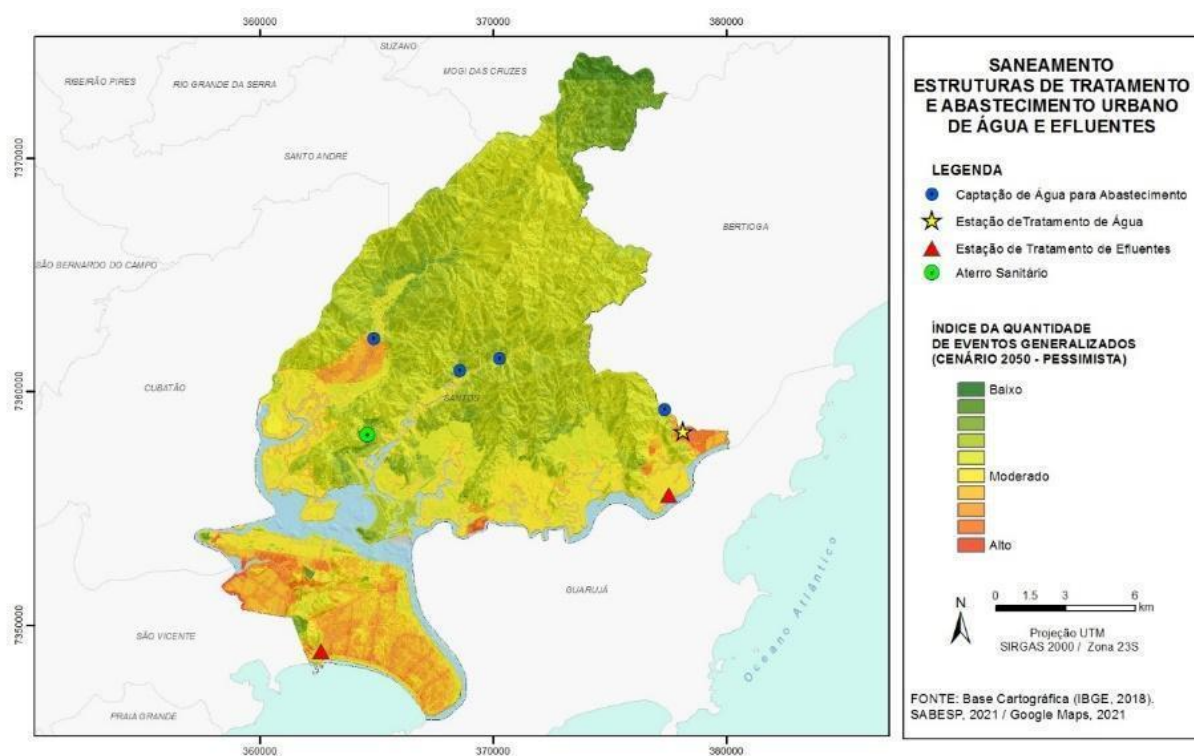 360000
370000
380000
SUZANO
MOGI DAS CRUZES
RIBEIRÃO PIRES
RIO GRANDE DA SERRA
7370000
SANTO ANDRÉ
BERTIOGA
SÃO BERNARDO DO CAMPO
7360000
CUBATÃO
SANTOS
GUARUJÁ
Oceano Atlântico
7350000
SÃO VICENTE
PRAIA GRANDE
360000
370000
380000
SANEAMENTO
ESTRUTURAS DE TRATAMENTO
E ABASTECIMENTO URBANO
DE ÁGUA E EFLUENTES
LEGENDA
Captação de Água para Abastecimento
Estação deTratamento de Água
Estação de Tratamento de Efluentes
Aterro Sanitário
ÍNDICE DA QUANTIDADE
DE EVENTOS GENERALIZADOS
(CENÁRIO 2050 - PESSIMISTA)
Baixo
Moderado
Alto
N
0 1.5 3 6
km
Projeção UTM
SIRGAS 2000 / Zona 23S
FONTE: Base Cartográfica (IBGE, 2018).
SABESP, 2021 / Google Maps, 2021